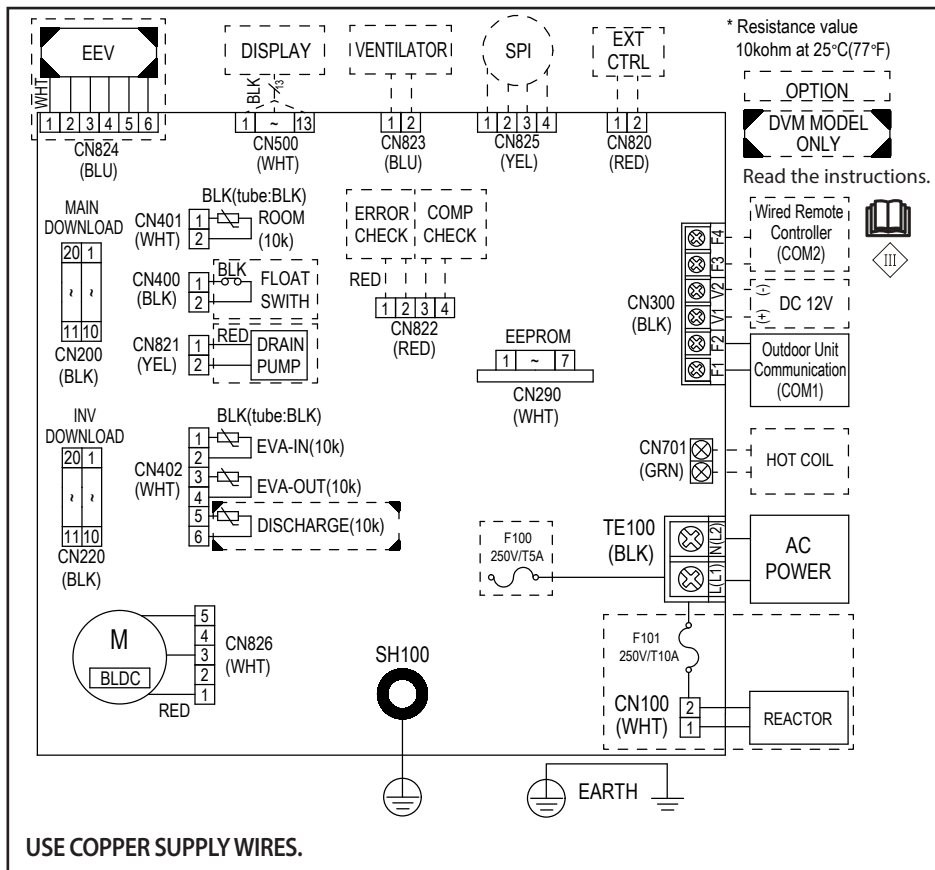 * Resistance value
10kohm at 25°C(77°F)
OPTION
DVM MODEL
ONLY
Read the instructions.
III
EEV
WHT
1 2 3 4 5 6
CN824
(BLU)
DISPLAY
BLK
13
1 ~ 13
CN500
(WHT)
VENTILATOR
1 2
CN823
(BLU)
SPI
1 2 3 4
CN825
(YEL)
EXT
CTRL
1 2
CN820
(RED)
MAIN
DOWNLOAD
20 1
~ ~
11 10
CN200
(BLK)
INV
DOWNLOAD
20 1
~ ~
11 10
CN220
(BLK)
BLK(tube:BLK)
CN401
(WHT)
1
2
ROOM
(10k)
CN400
(BLK)
1
2
BLK
FLOAT
SWITH
CN821
(YEL)
1
2
RED
DRAIN
PUMP
BLK(tube:BLK)
CN402
(WHT)
1
2
3
4
5
6
EVA-IN(10k)
EVA-OUT(10k)
DISCHARGE(10k)
ERROR
CHECK
COMP
CHECK
RED
1 2 3 4
CN822
(RED)
EEPROM
1 ~ 7
CN290
(WHT)
CN300
(BLK)
F4
F3
V2
V1
F2
F1
Wired Remote
Controller
(COM2)
(-)
(+)
DC 12V
Outdoor Unit
Communication
(COM1)
CN701
(GRN)
HOT COIL
TE100
(BLK)
N(L2)
L(L1)
AC
POWER
F100
250V/T5A
F101
250V/T10A
CN100
(WHT)
2
1
REACTOR
M
BLDC
RED
5
4
3
2
1
CN826
(WHT)
SH100
EARTH
USE COPPER SUPPLY WIRES.